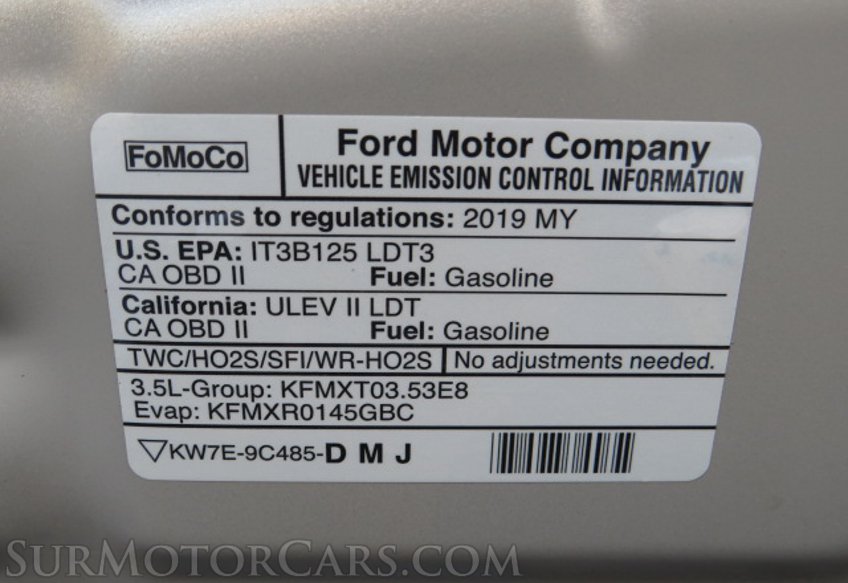 FoMoCo
Ford Motor Company
VEHICLE EMISSION CONTROL INFORMATION
Conforms to regulations: 2019 MY
U.S. EPA: IT3B125 LDT3
CA OBD II Fuel: Gasoline
California: ULEV II LDT
CA OBD II Fuel: Gasoline
TWC/HO2S/SFI/WR-HO2S No adjustments needed.
3.5L-Group: KFMXT03.53E8
Evap: KFMXR0145GBC
KW7E-9C485-D M J
SurMotorCars.com